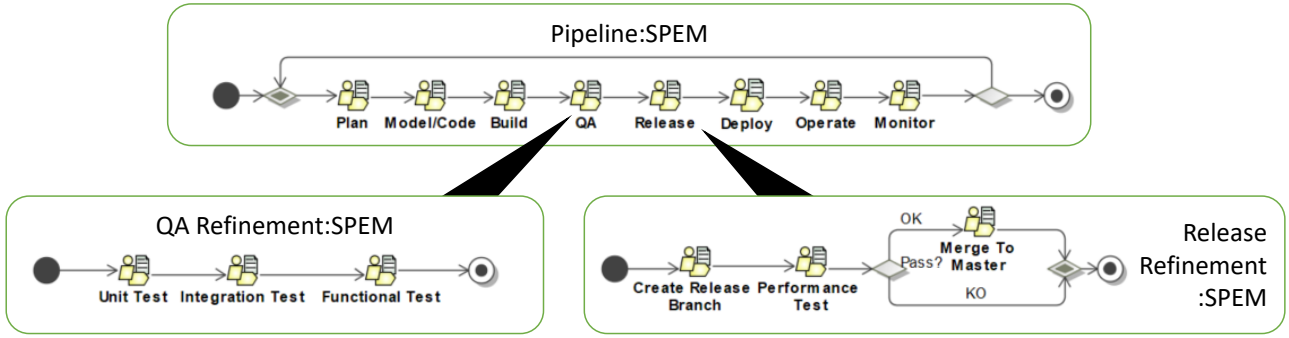 Pipeline:SPEM
Plan Model/Code Build QA Release Deploy Operate Monitor
QA Refinement:SPEM
Unit Test Integration Test Functional Test
Release
Refinement
:SPEM
OK
Pass?
Merge To
Master
KO
Create Release
Branch
Performance
Test